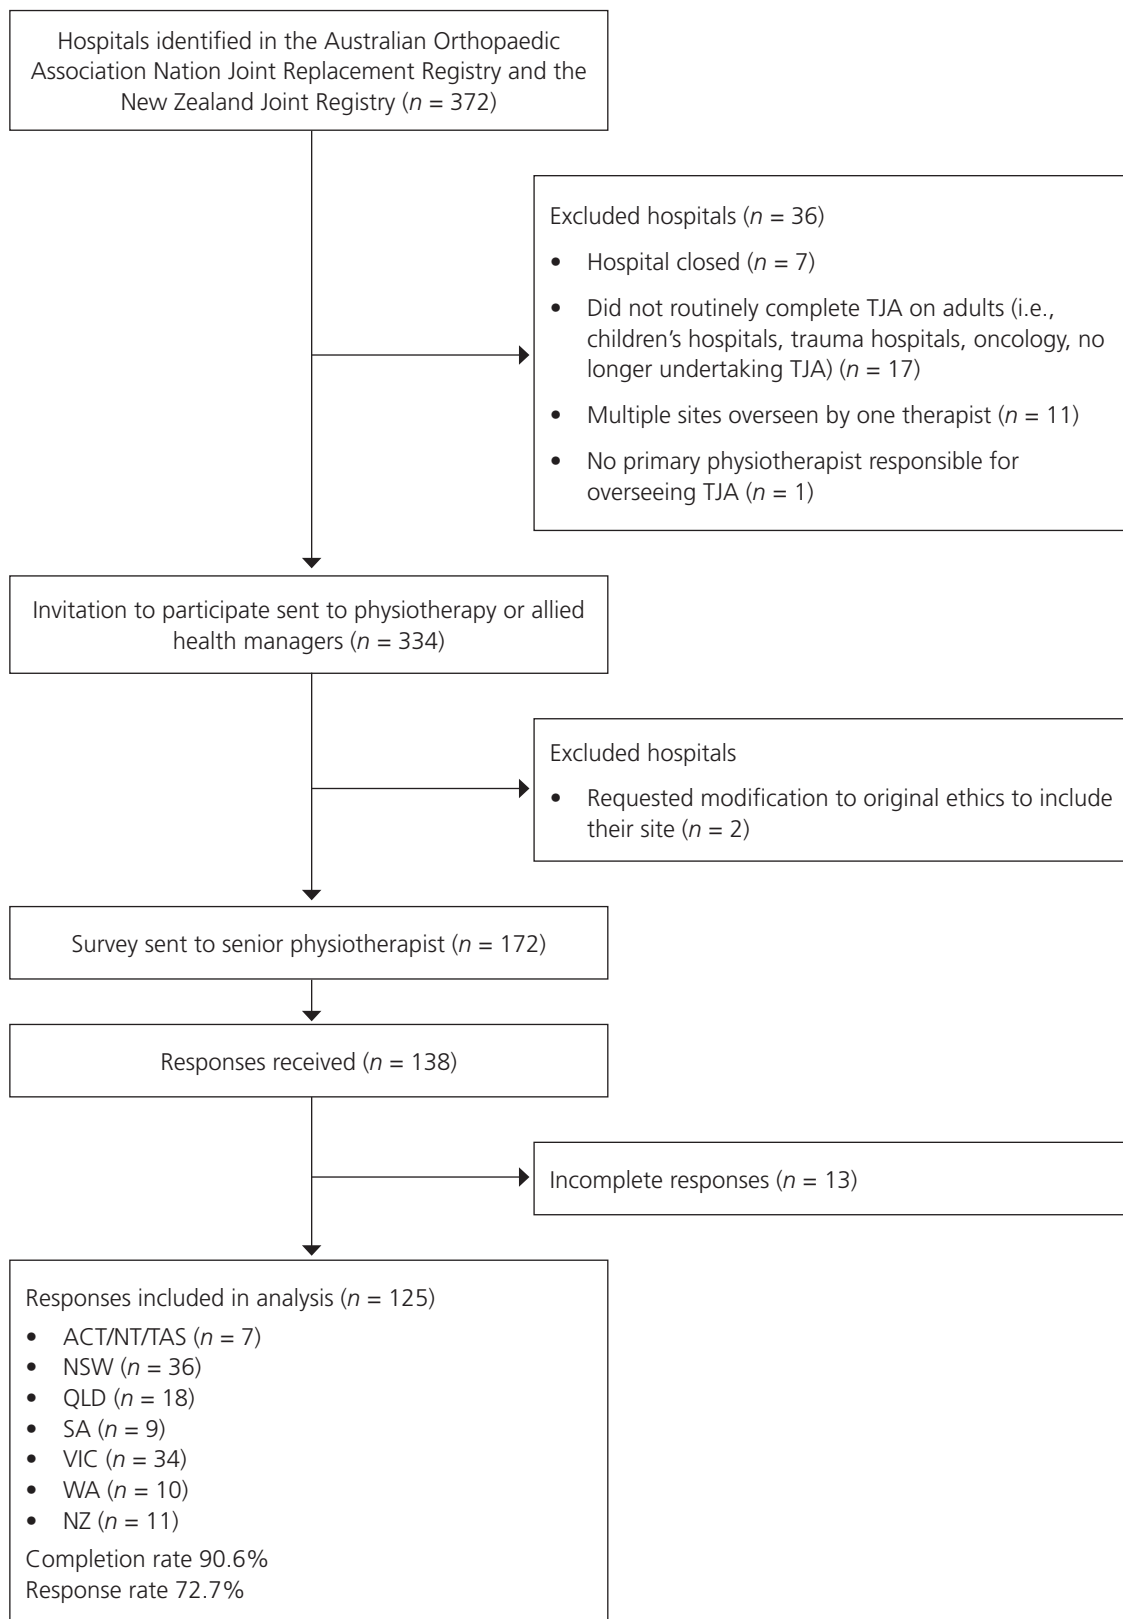 Hospitals identified in the Australian Orthopaedic
Association Nation Joint Replacement Registry and the
New Zealand Joint Registry (n = 372)
Excluded hospitals (n = 36)
• Hospital closed (n = 7)
• Did not routinely complete TJA on adults (i.e.,
children's hospitals, trauma hospitals, oncology, no
longer undertaking TJA) (n = 17)
• Multiple sites overseen by one therapist (n = 11)
• No primary physiotherapist responsible for
overseeing TJA (n = 1)
Invitation to participate sent to physiotherapy or allied
health managers (n = 334)
Excluded hospitals
• Requested modification to original ethics to include
their site (n = 2)
Survey sent to senior physiotherapist (n = 172)
Responses received (n = 138)
Incomplete responses (n = 13)
Responses included in analysis (n = 125)
• ACT/NT/TAS (n = 7)
• NSW (n = 36)
• QLD (n = 18)
• SA (n = 9)
• VIC (n = 34)
• WA (n = 10)
• NZ (n = 11)
Completion rate 90.6%
Response rate 72.7%